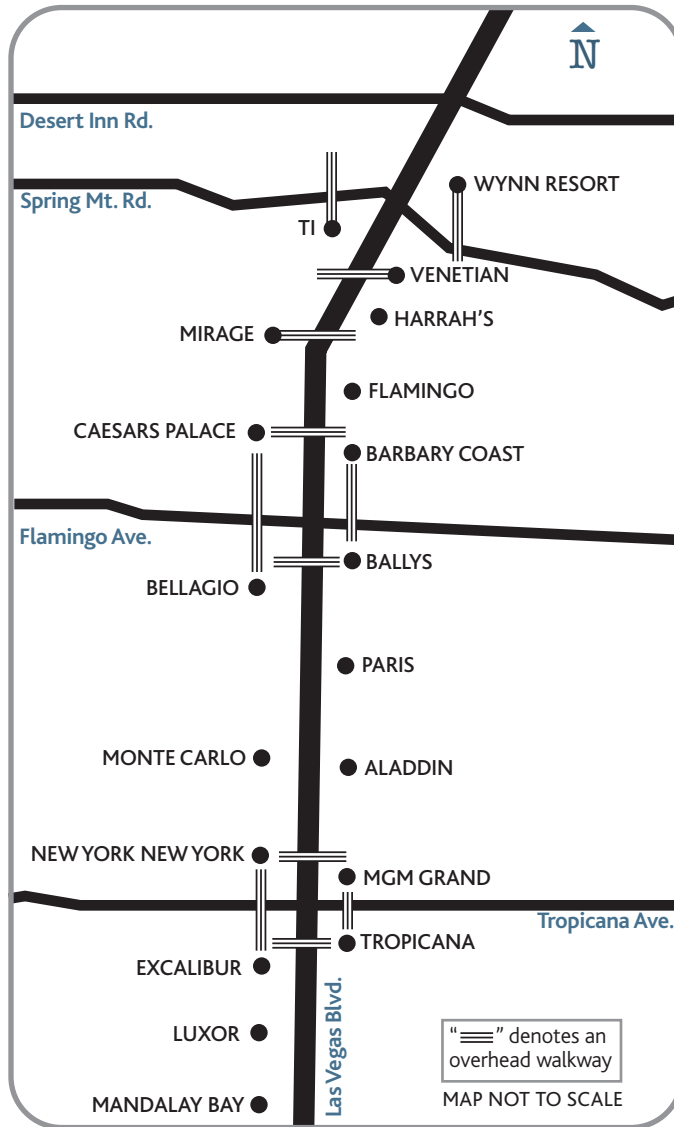 N
Desert Inn Rd.
WYNN RESORT
Spring Mt. Rd.
TI
VENETIAN
HARRAH'S
MIRAGE
FLAMINGO
CAESARS PALACE
BARBARY COAST
Flamingo Ave.
BALLYS
BELLAGIO
PARIS
MONTE CARLO
ALADDIN
NEW YORK NEW YORK
MGM GRAND
Tropicana Ave.
TROPICANA
EXCALIBUR
Las Vegas Blvd.
LUXOR
“ ” denotes an
overhead walkway
MANDALAY BAY
MAP NOT TO SCALE